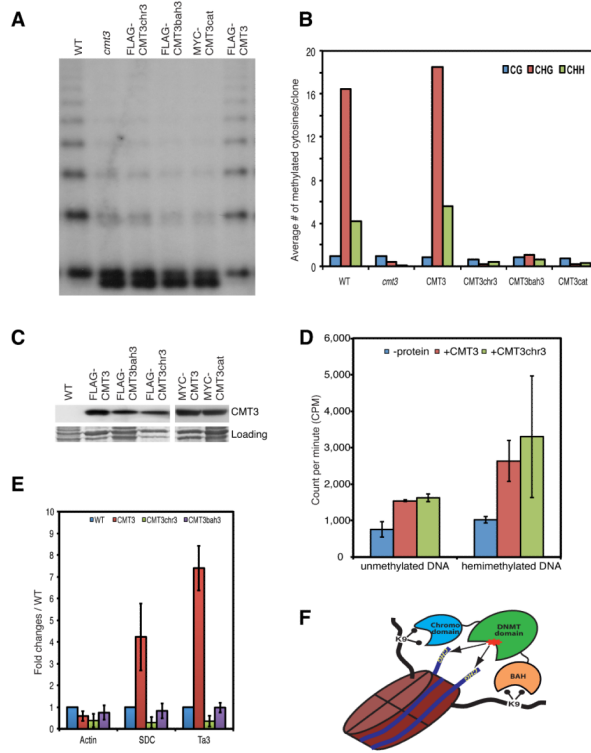 A
WT
cmt3
FLAG-
CMT3chr3
FLAG-
CMT3bah3
MYC-
CMT3cat
FLAG-
CMT3
B
Average # of methylated cytosines/clone
20
16
12
8
4
0
CG CHG CHH
WT cmt3 CMT3 CMT3chr3 CMT3bah3 CMT3cat
C
WT
FLAG-
CMT3
FLAG-
CMT3bah3
FLAG-
CMT3chr3
MYC-
CMT3
MYC-
CMT3cat
CMT3
Loading
D
Count per minute (CPM)
6,000
5,000
4,000
3,000
2,000
1,000
0
-protein +CMT3 +CMT3chr3
unmethylated DNA hemimethylated DNA
E
Fold changes / WT
10
9
8
7
6
5
4
3
2
1
0
WT CMT3 CMT3chr3 CMT3bah3
Actin SDC Ta3
F
Chromo
domain
DNMT
domain
BAH
K9
K9